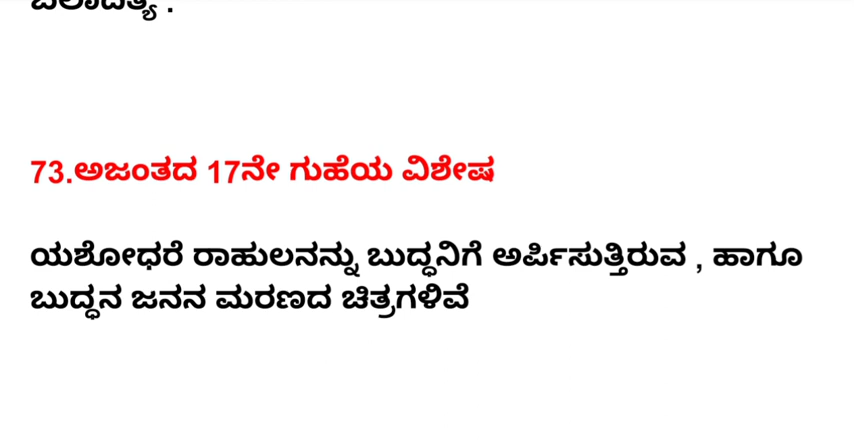 73.ಅಜಂತದ 17ನೇ ಗುಹೆಯ ವಿಶೇಷ
ಯಶೋಧರೆ ರಾಹುಲನನ್ನು ಬುದ್ಧನಿಗೆ ಅರ್ಪಿಸುತ್ತಿರುವ , ಹಾಗೂ
ಬುದ್ಧನ ಜನನ ಮರಣದ ಚಿತ್ರಗಳಿವೆ